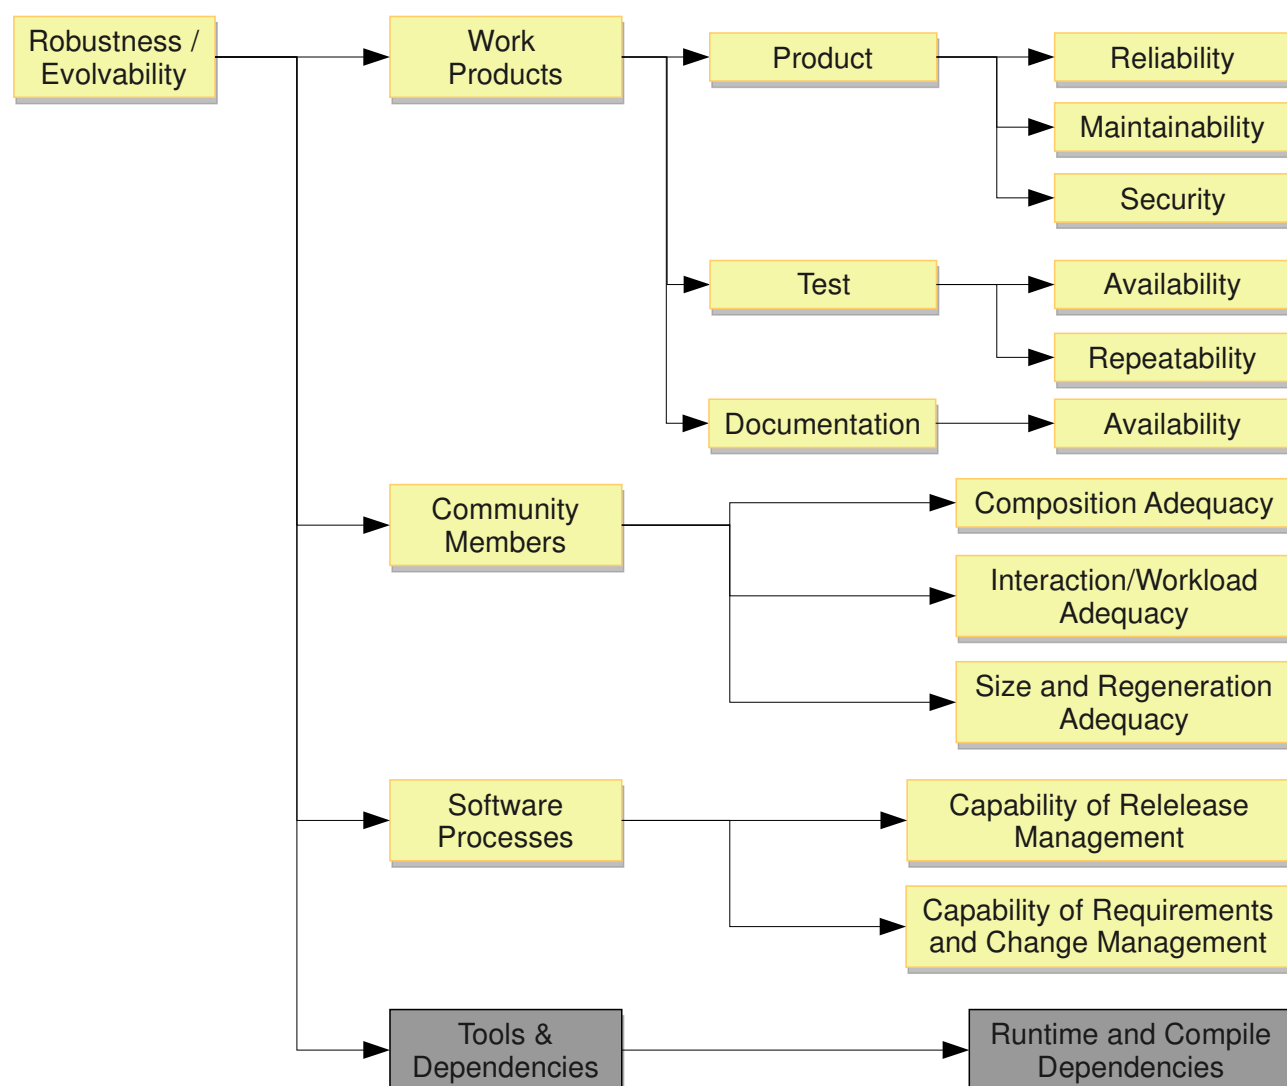 Robustness /
Evolvability
Work
Products
Product
Reliability
Maintainability
Security
Test
Availability
Repeatability
Documentation
Availability
Community
Members
Composition Adequacy
Interaction/Workload
Adequacy
Size and Regeneration
Adequacy
Software
Processes
Capability of Relelease
Management
Capability of Requirements
and Change Management
Tools &
Dependencies
Runtime and Compile
Dependencies